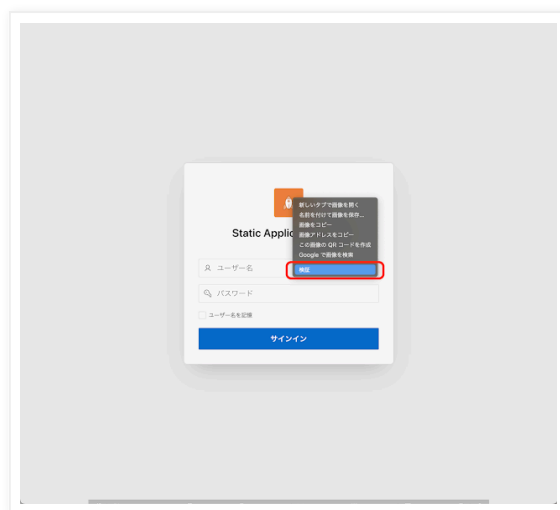 新しいタブで画像を開く
名前を付けて画像を保存...
画像をコピー
画像アドレスをコピー
この画像の QR コードを作成
Google で画像を検索
検証
Static Applic
ユーザー名
パスワード
ユーザー名を記憶
サインイン